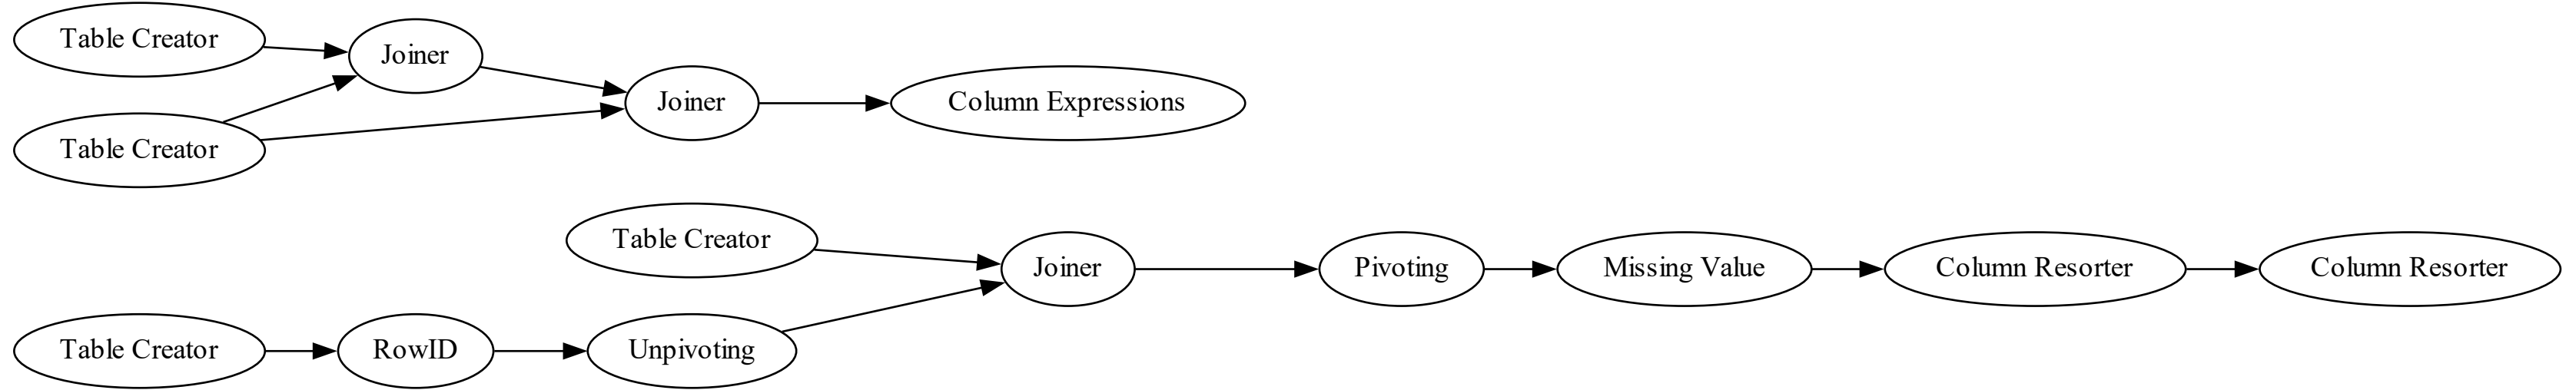 Table Creator
Joiner
Table Creator
Joiner
Column Expressions
Table Creator
Joiner
Pivoting
Missing Value
Column Resorter
Column Resorter
Table Creator
RowID
Unpivoting